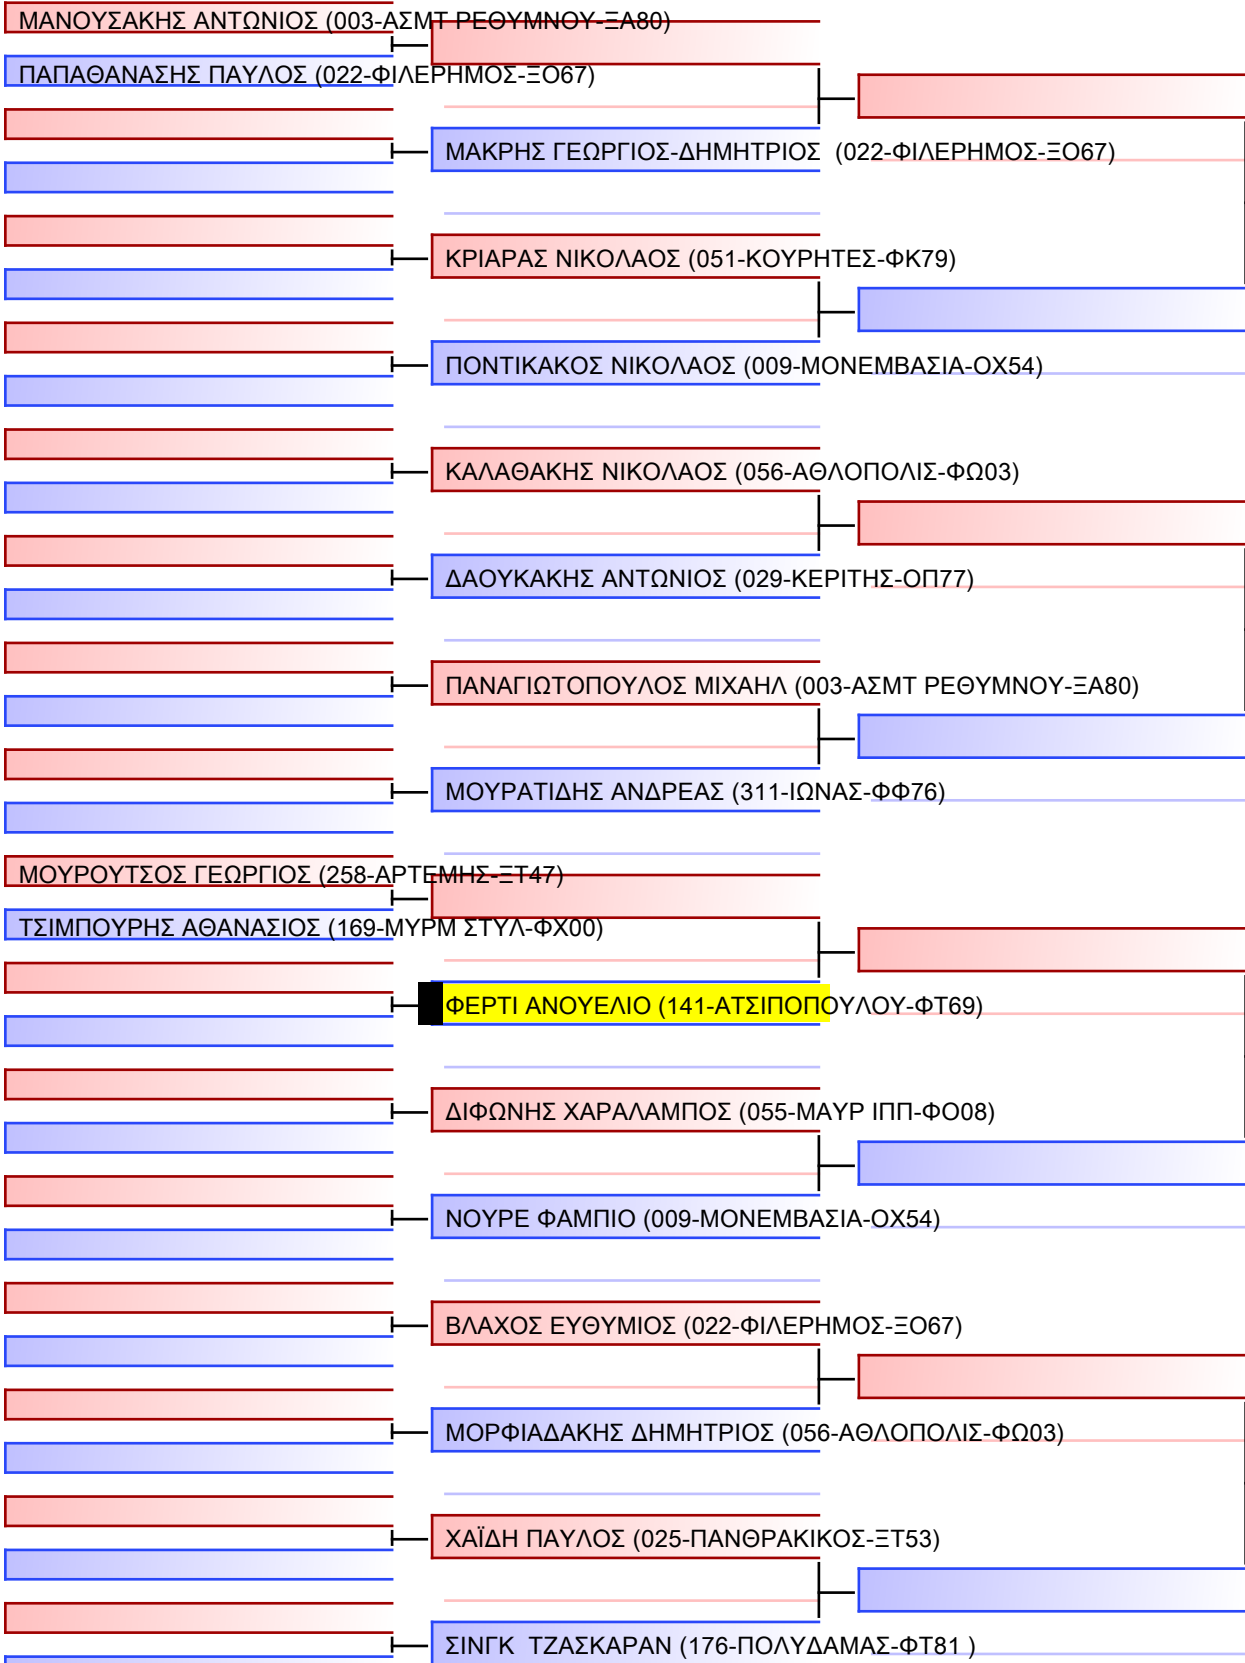 ΜΑΝΟΥΣΑΚΗΣ ΑΝΤΩΝΙΟΣ (003-ΑΣΜΤ ΡΕΘΥΜΝΟΥ-ΞΑ80)
ΠΑΠΑΘΑΝΑΣΗΣ ΠΑΥΛΟΣ (022-ΦΙΛΕΡΗΜΟΣ-ΞΟ67)
ΜΑΚΡΗΣ ΓΕΩΡΓΙΟΣ-ΔΗΜΗΤΡΙΟΣ (022-ΦΙΛΕΡΗΜΟΣ-ΞΟ67)
ΚΡΙΑΡΑΣ ΝΙΚΟΛΑΟΣ (051-ΚΟΥΡΗΤΕΣ-ΦΚ79)
ΠΟΝΤΙΚΑΚΟΣ ΝΙΚΟΛΑΟΣ (009-ΜΟΝΕΜΒΑΣΙΑ-ΟΧ54)
ΚΑΛΑΘΑΚΗΣ ΝΙΚΟΛΑΟΣ (056-ΑΘΛΟΠΟΛΙΣ-ΦΩ03)
ΔΑΟΥΚΑΚΗΣ ΑΝΤΩΝΙΟΣ (029-ΚΕΡΙΤΗΣ-ΟΠ77)
ΠΑΝΑΓΙΩΤΟΠΟΥΛΟΣ ΜΙΧΑΗΛ (003-ΑΣΜΤ ΡΕΘΥΜΝΟΥ-ΞΑ80)
ΜΟΥΡΑΤΙΔΗΣ ΑΝΔΡΕΑΣ (311-ΙΩΝΑΣ-ΦΦ76)
ΜΟΥΡΟΥΤΣΟΣ ΓΕΩΡΓΙΟΣ (258-ΑΡΤΕΜΗΣ-ΞΤ47)
ΤΣΙΜΠΟΥΡΗΣ ΑΘΑΝΑΣΙΟΣ (169-ΜΥΡΜ ΣΤΥΛ-ΦΧ00)
ΦΕΡΤΙ ΑΝΟΥΕΛΙΟ (141-ΑΤΣΙΠΟΠΟΥΛΟΥ-ΦΤ69)
ΔΙΦΩΝΗΣ ΧΑΡΑΛΑΜΠΟΣ (055-ΜΑΥΡ ΙΠΠ-ΦΟ08)
ΝΟΥΡΕ ΦΑΜΠΙΟ (009-ΜΟΝΕΜΒΑΣΙΑ-ΟΧ54)
ΒΛΑΧΟΣ ΕΥΘΥΜΙΟΣ (022-ΦΙΛΕΡΗΜΟΣ-ΞΟ67)
ΜΟΡΦΙΑΔΑΚΗΣ ΔΗΜΗΤΡΙΟΣ (056-ΑΘΛΟΠΟΛΙΣ-ΦΩ03)
ΧΑΪΔΗ ΠΑΥΛΟΣ (025-ΠΑΝΘΡΑΚΙΚΟΣ-ΞΤ53)
ΣΙΝΓΚ  ΤΖΑΣΚΑΡΑΝ (176-ΠΟΛΥΔΑΜΑΣ-ΦΤ81 )